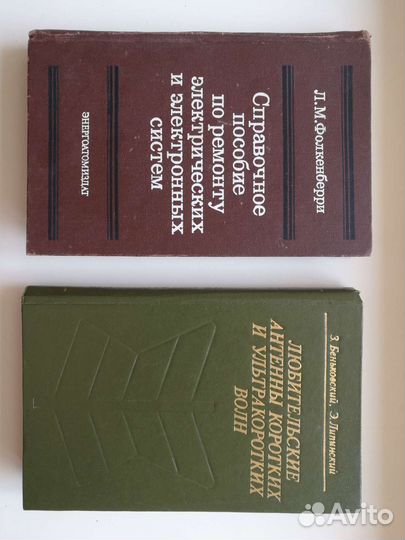 Л.М.Фолкенберри
Справочное
пособие
по ремонту
электрических
и электронных
систем
ЭНЕРГОАТОМИЗДАТ
З. Беньковский, Э. Липинский
ЛЮБИТЕЛЬСКИЕ
АНТЕННЫ КОРОТКИХ
И УЛЬТРАКОРОТКИХ
ВОЛН
Avito